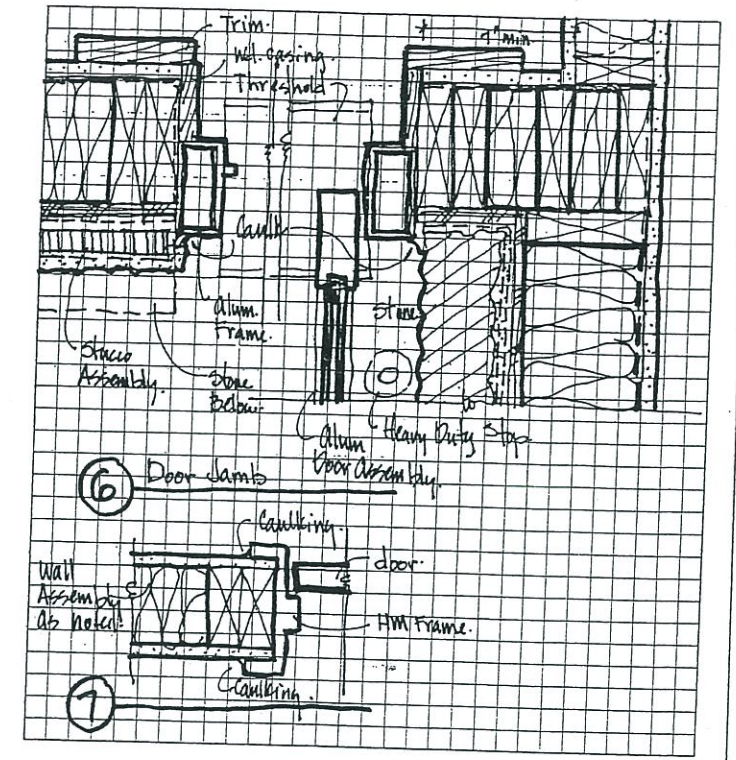 Trim.
Wd. Casing.
Threshold
4" min
Caulk
Alum.
Frame.
Stone
Stucco
Assembly.
Stone
Below.
Alum
Door Assembly.
Heavy Duty Stop.
6
Door Jamb
Caulking.
door.
Wall
Assembly
as noted.
HM Frame.
Caulking.
7